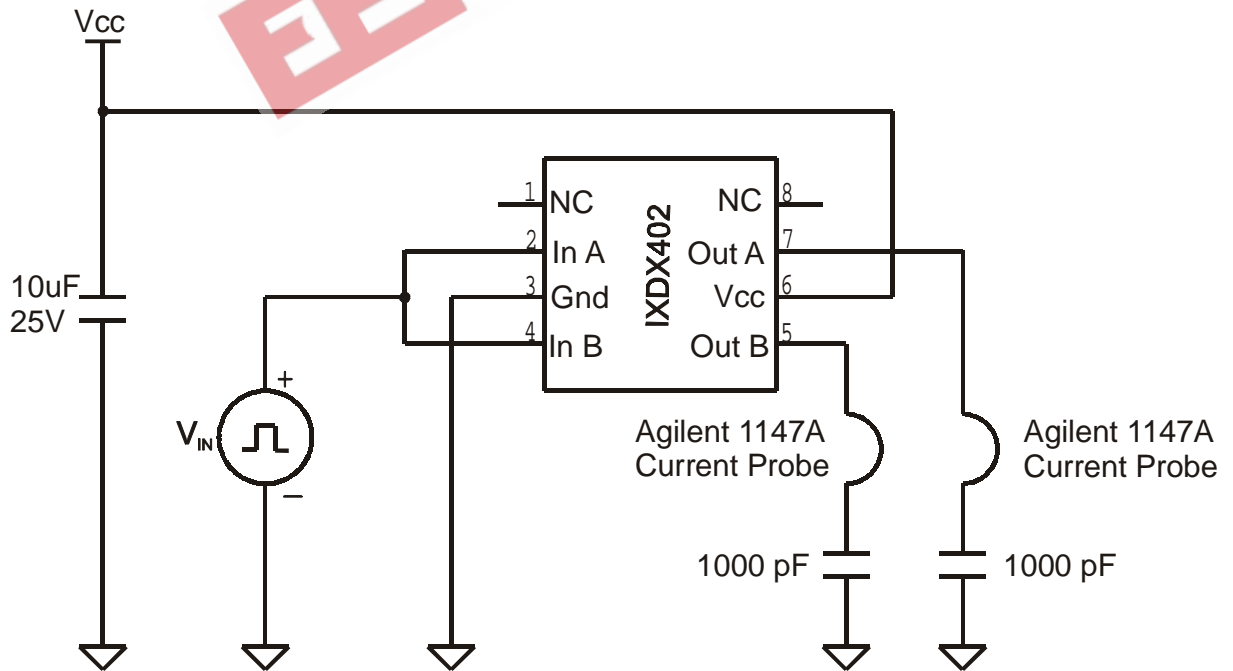 Vcc
10uF
25V
+
VIN
−
1
NC
2
In A
3
Gnd
4
In B
IXDX402
NC
8
Out A
7
Vcc
6
Out B
5
Agilent 1147A
Current Probe
Agilent 1147A
Current Probe
1000 pF
1000 pF